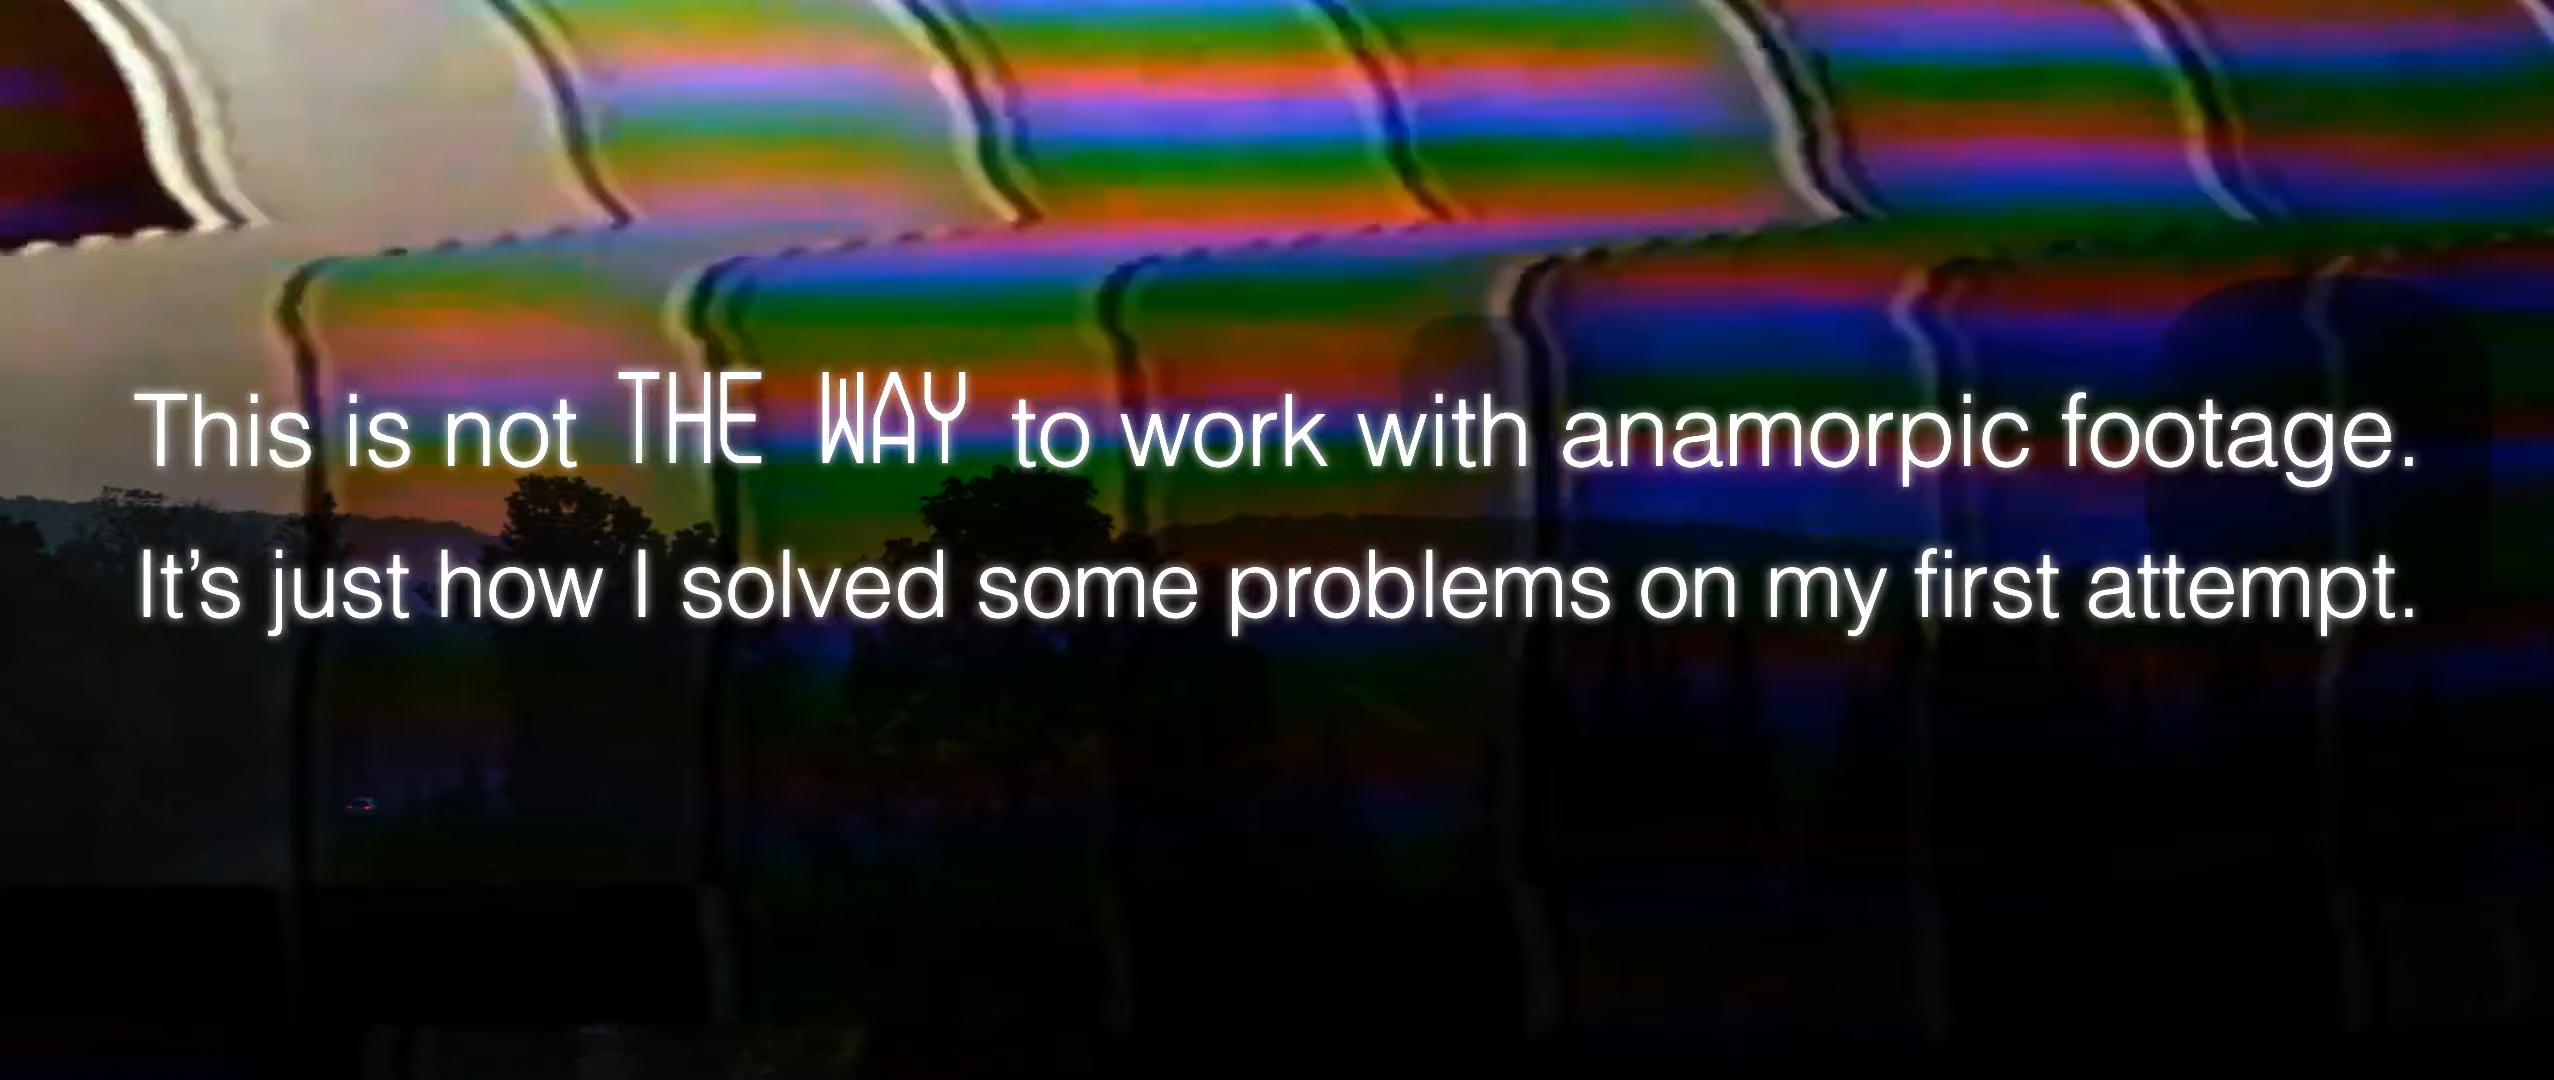 This is not THE WAY to work with anamorpic footage.
It’s just how I solved some problems on my first attempt.